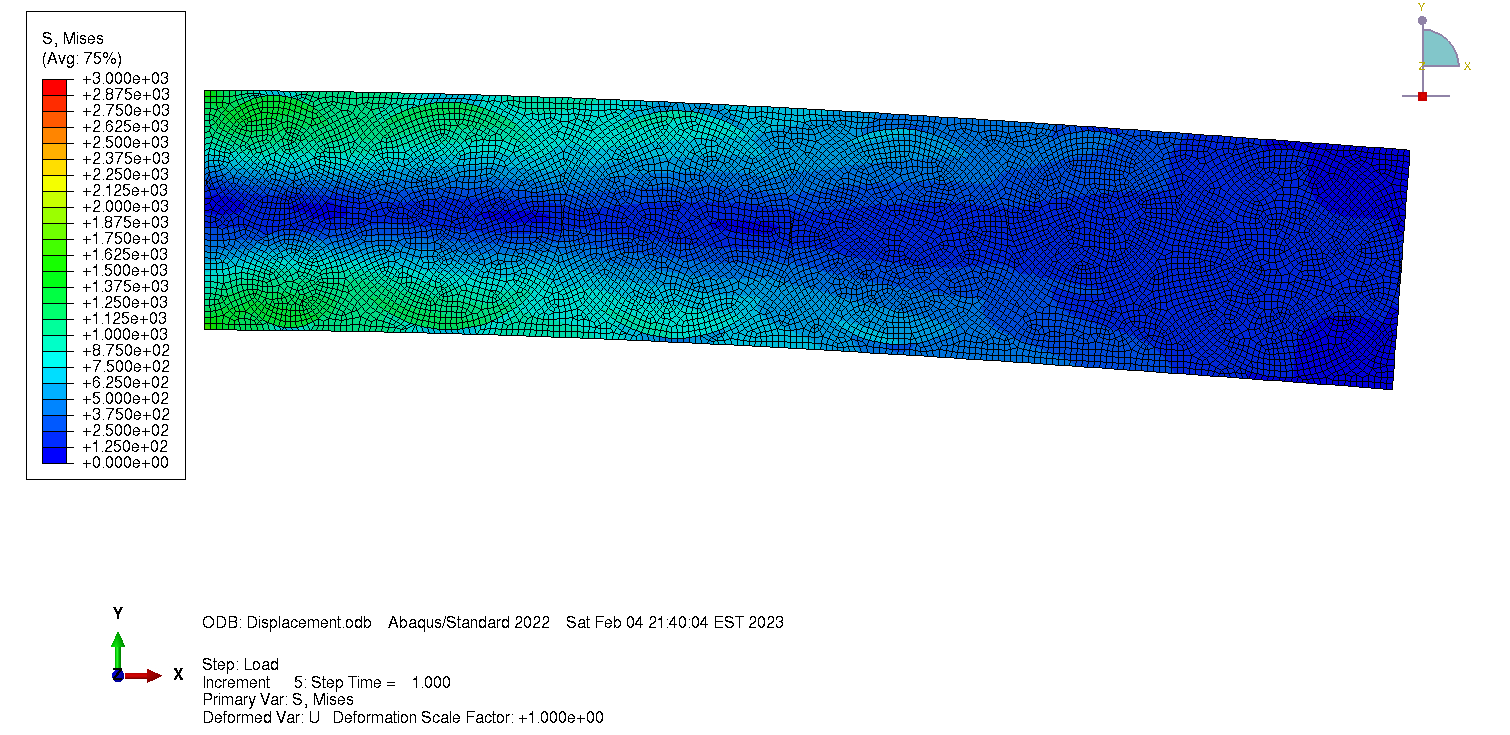 S, Mises
(Avg: 75%)
+3.000e+03
+2.875e+03
+2.750e+03
+2.625e+03
+2.500e+03
+2.375e+03
+2.250e+03
+2.125e+03
+2.000e+03
+1.875e+03
+1.750e+03
+1.625e+03
+1.500e+03
+1.375e+03
+1.250e+03
+1.125e+03
+1.000e+03
+8.750e+02
+7.500e+02
+6.250e+02
+5.000e+02
+3.750e+02
+2.500e+02
+1.250e+02
+0.000e+00
Y
Z X
Y
Z X
ODB: Displacement.odb Abaqus/Standard 2022 Sat Feb 04 21:40:04 EST 2023
Step: Load
Increment 5: Step Time = 1.000
Primary Var: S, Mises
Deformed Var: U Deformation Scale Factor: +1.000e+00